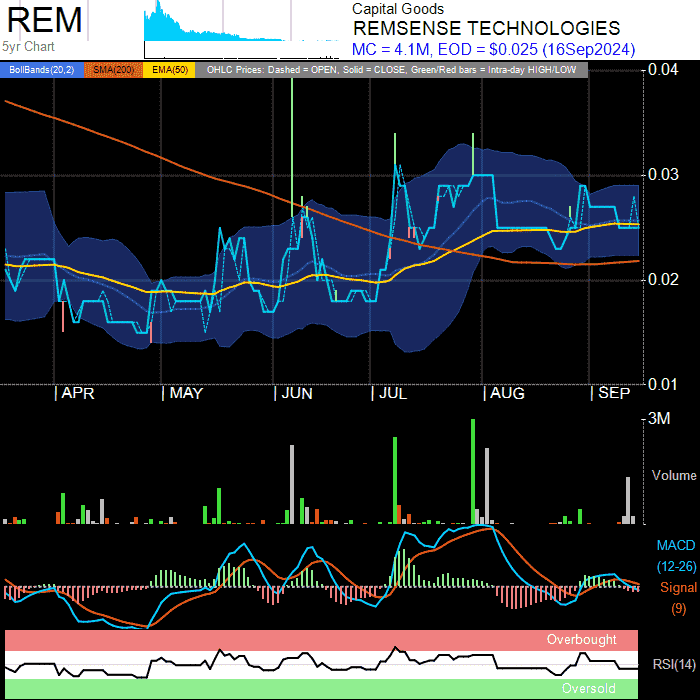 REM
5yr Chart
Capital Goods
REMSENSE TECHNOLOGIES
MC = 4.1M, EOD = $0.025 (16Sep2024)
BollBands(20,2) SMA(200) EMA(50) OHLC Prices: Dashed = OPEN, Solid = CLOSE, Green/Red bars = Intra-day HIGH/LOW
0.04
0.03
0.02
0.01
| APR | MAY | JUN | JUL | AUG | SEP
3M
Volume
MACD
(12-26)
Signal
(9)
Overbought
RSI(14)
Oversold